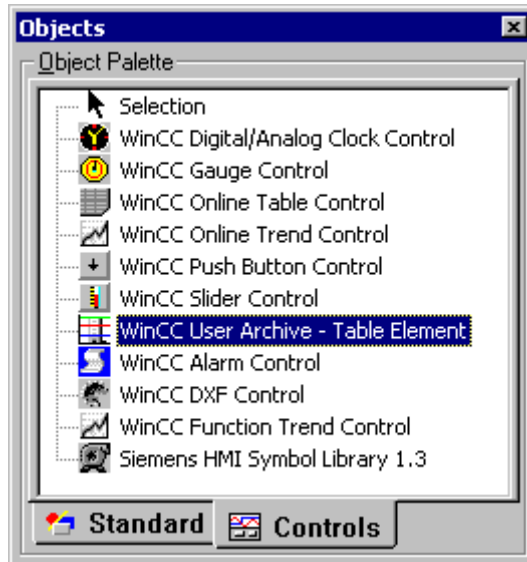 Objects
Object Palette
Selection
WinCC Digital/Analog Clock Control
WinCC Gauge Control
WinCC Online Table Control
WinCC Online Trend Control
WinCC Push Button Control
WinCC Slider Control
WinCC User Archive - Table Element
WinCC Alarm Control
WinCC DXF Control
WinCC Function Trend Control
Siemens HMI Symbol Library 1.3
Standard Controls